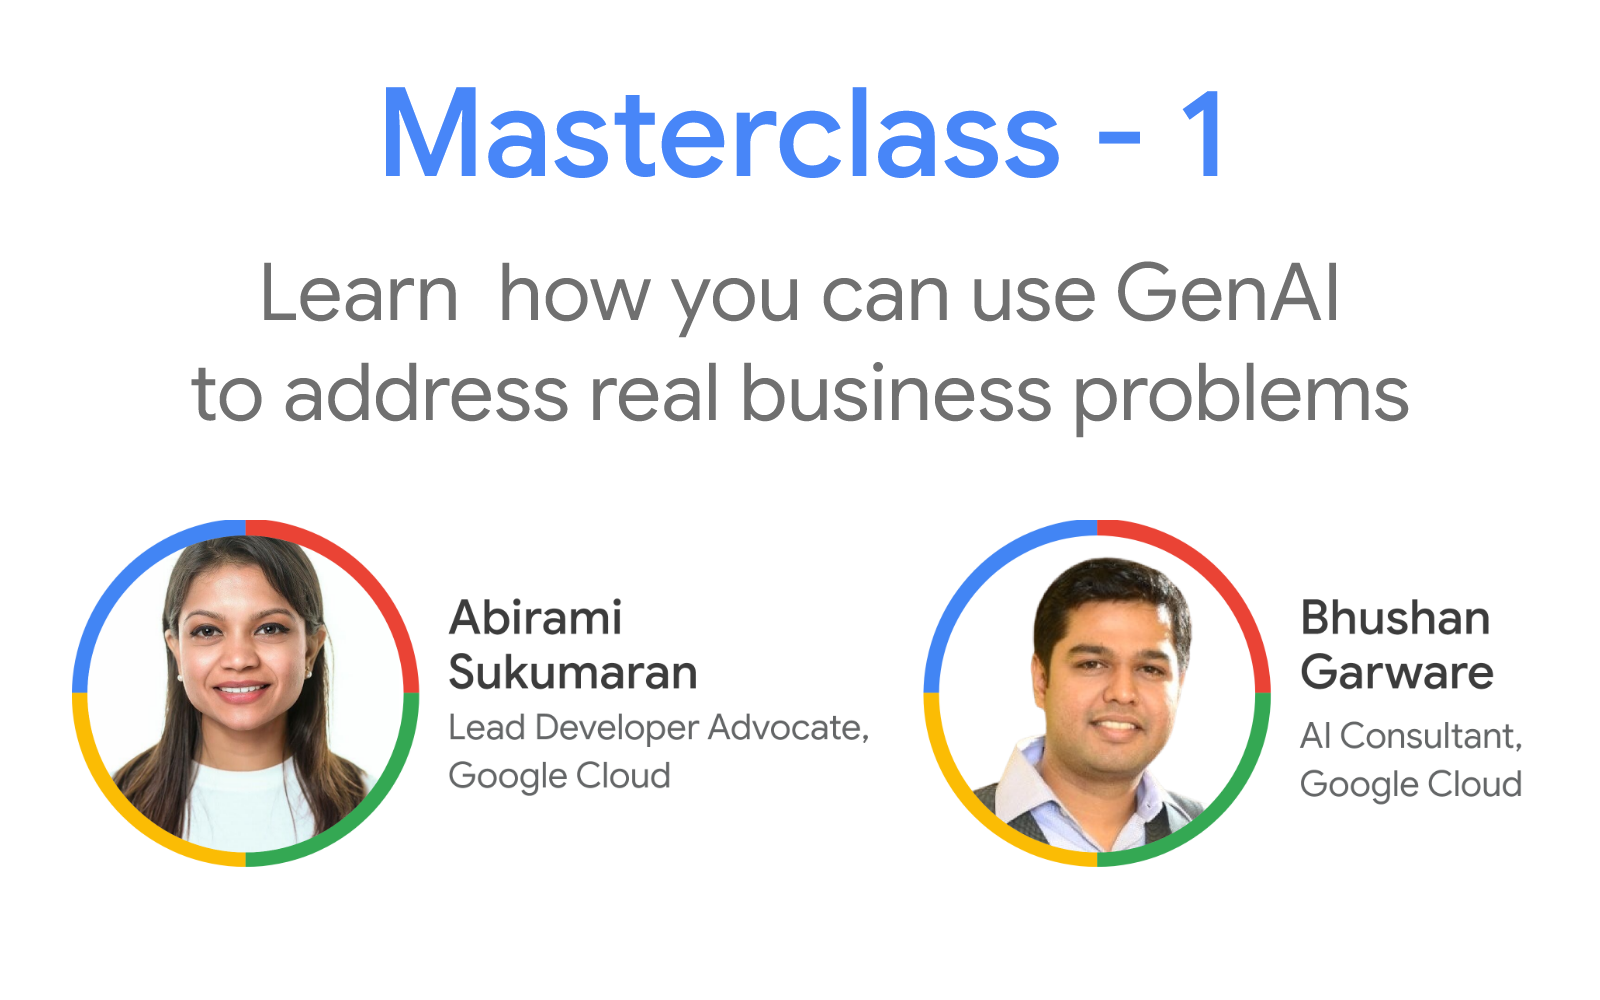 Masterclass - 1
Learn how you can use GenAI
to address real business problems
Abirami
Sukumaran
Lead Developer Advocate,
Google Cloud
Bhushan
Garware
AI Consultant,
Google Cloud